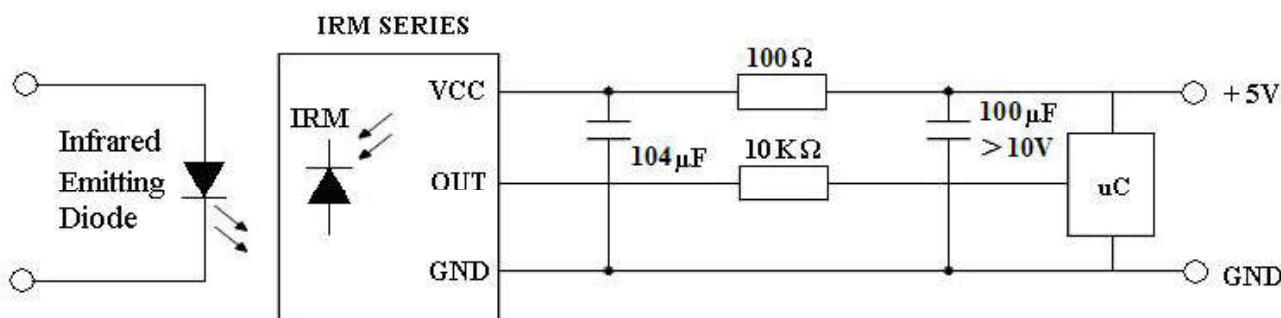 IRM SERIES
VCC
100Ω
+5V
IRM
Infrared
Emitting
Diode
104μF
100μF
>10V
10KΩ
OUT
uC
GND
GND